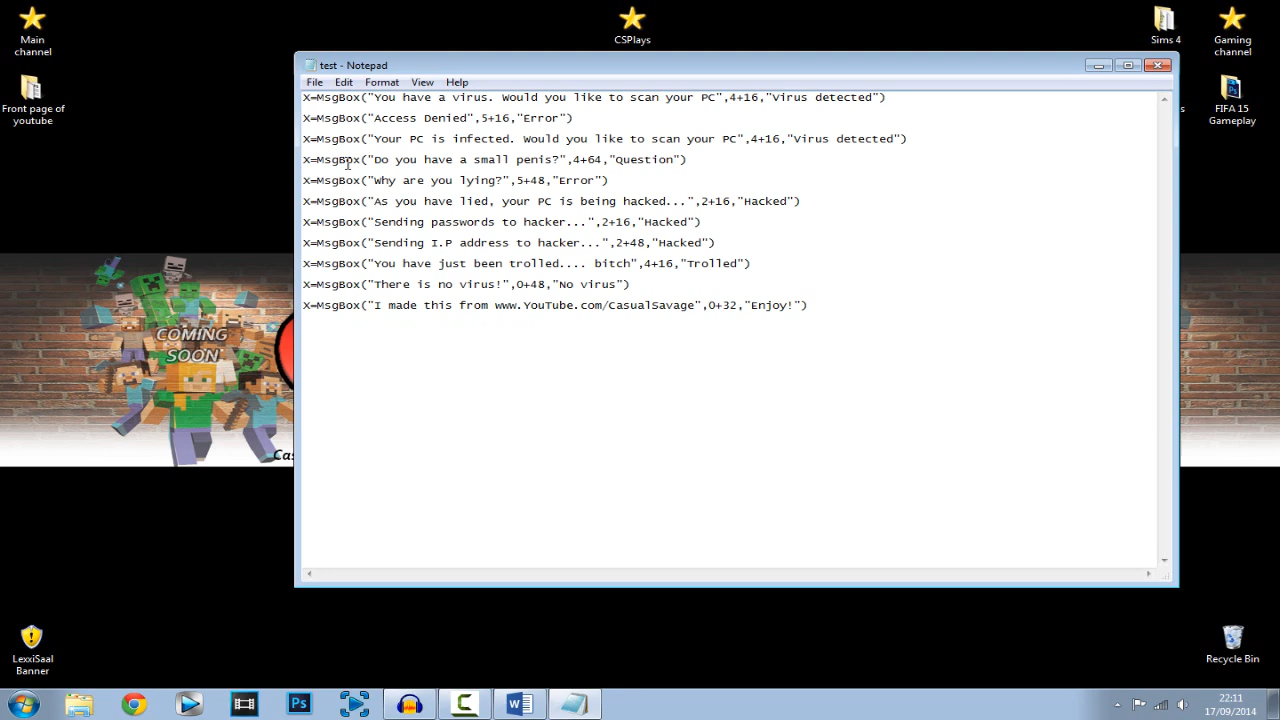 Main
channel
CSPlays
Sims 4
Gaming
channel
Front page of
youtube
FIFA 15
Gameplay
test - Notepad
File Edit Format View Help
X=MsgBox("You have a virus. Would you like to scan your PC",4+16,"Virus detected")
X=MsgBox("Access Denied",5+16,"Error")
X=MsgBox("Your PC is infected. Would you like to scan your PC",4+16,"Virus detected")
X=MsgBox("Do you have a small penis?",4+64,"Question")
X=MsgBox("Why are you lying?",5+48,"Error")
X=MsgBox("As you have lied, your PC is being hacked...",2+16,"Hacked")
X=MsgBox("Sending passwords to hacker...",2+16,"Hacked")
X=MsgBox("Sending I.P address to hacker...",2+48,"Hacked")
X=MsgBox("You have just been trolled.... bitch",4+16,"Trolled")
X=MsgBox("There is no virus!",0+48,"No virus")
X=MsgBox("I made this from www.YouTube.com/CasualSavage",0+32,"Enjoy!")
COMING
SOON
LexxiSaal
Banner
Recycle Bin
Ps
W
22:11
17/09/2014